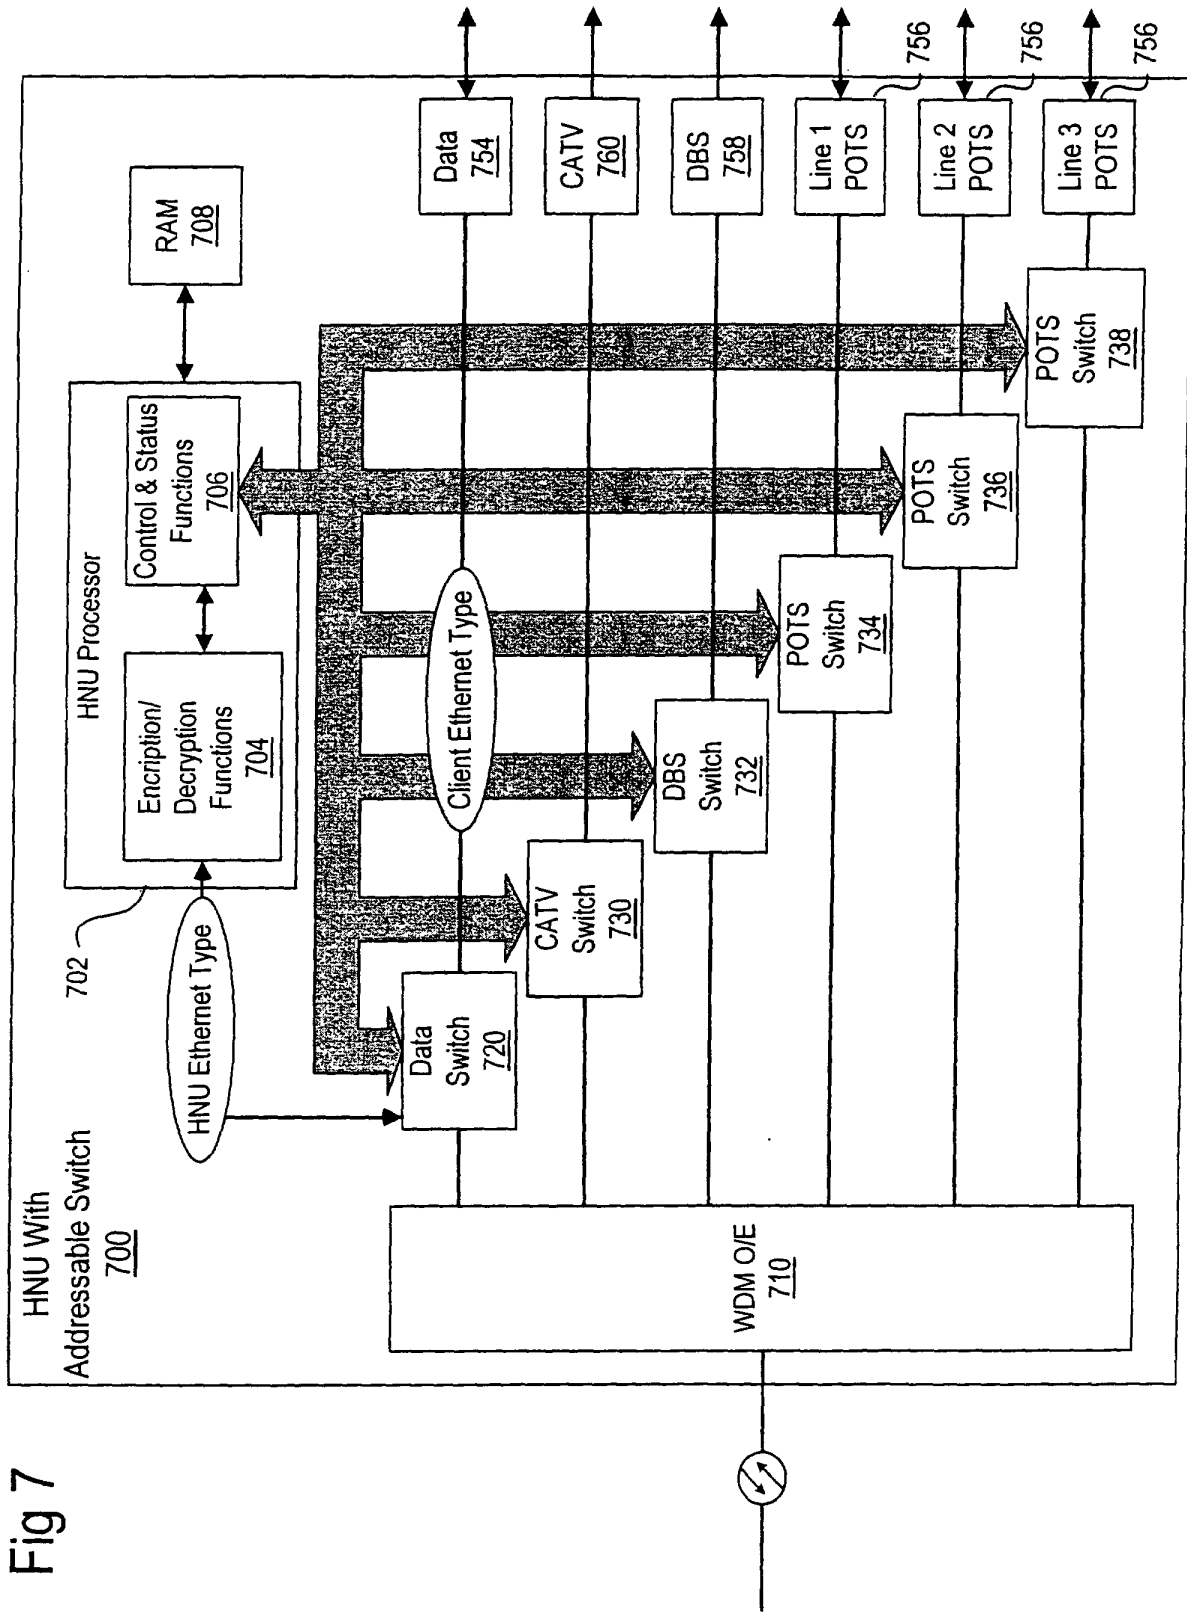 Fig 7
HNU With
Addressable Switch
700
HNU Ethernet Type
702
HNU Processor
Encription/
Decryption
Functions
704
Control & Status
Functions
706
RAM
708
WDM O/E
710
Data
Switch
720
Client Ethernet Type
Data
754
CATV
Switch
730
CATV
760
DBS
Switch
732
DBS
758
POTS
Switch
734
Line 1
POTS
756
POTS
Switch
736
Line 2
POTS
756
POTS
Switch
738
Line 3
POTS
756